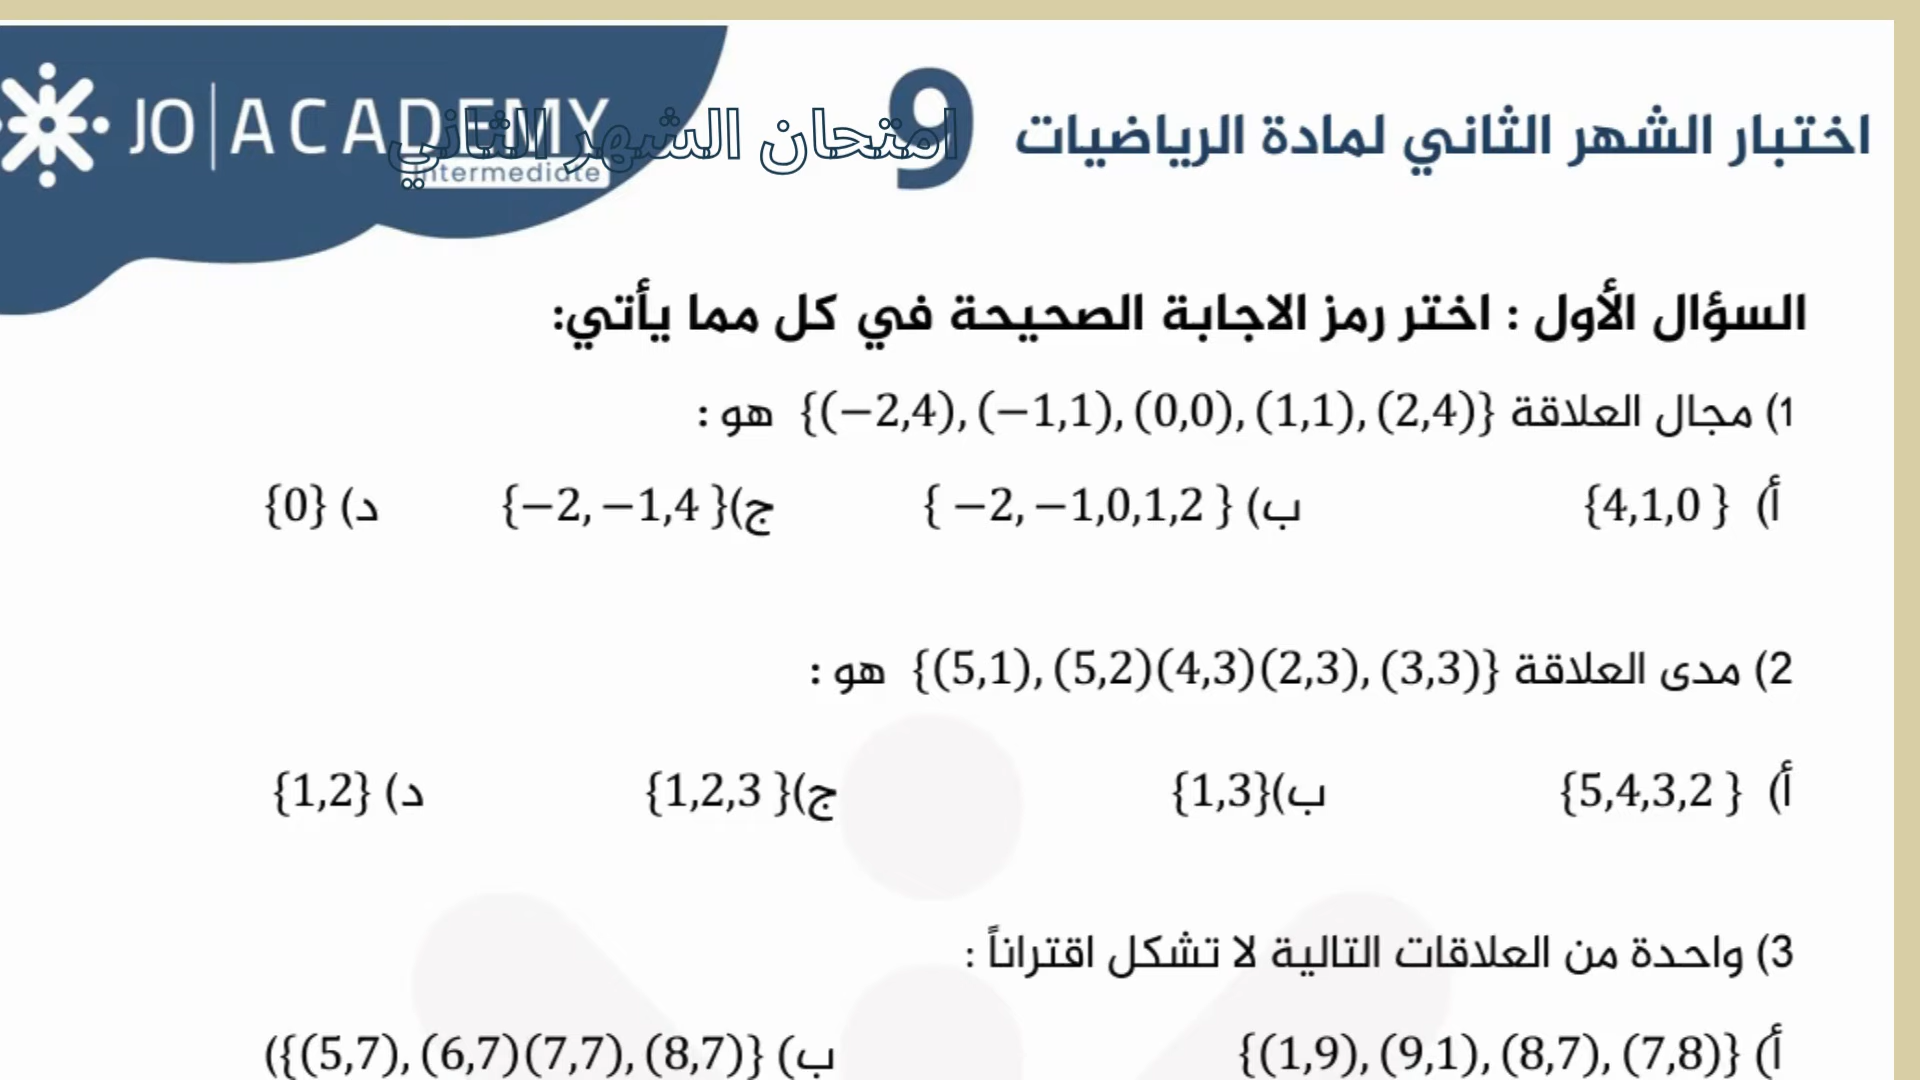 JO ACADEMY
Intermediate
امتحان الشهر الثاني
9
اختبار الشهر الثاني لمادة الرياضيات
السؤال الأول : اختر رمز الاجابة الصحيحة في كل مما يأتي:
1) مجال العلاقة {(−2,4), (−1,1), (0,0), (1,1), (2,4)} هو :
أ) {4,1,0 } ب) { −2, −1,0,1,2 } ج){−2, −1,4 } د) {0}
2) مدى العلاقة {(5,1), (5,2)(4,3)(2,3), (3,3)} هو :
أ) {5,4,3,2 } ب){1,3} ج){1,2,3 } د) {1,2}
3) واحدة من العلاقات التالية لا تشكل اقتراناً :
أ) {(1,9), (9,1), (8,7), (7,8)} ب) ({(5,7), (6,7)(7,7), (8,7)}